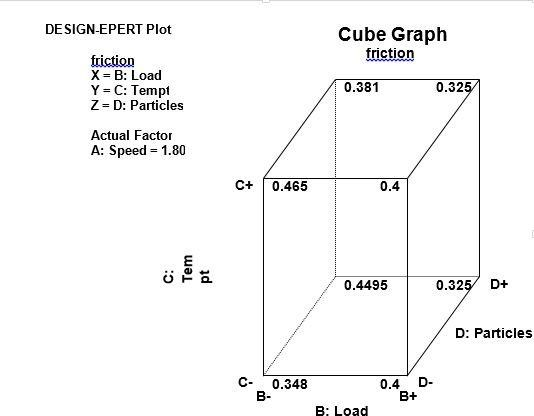 DESIGN-EPERT Plot
friction
X = B: Load
Y = C: Tempt
Z = D: Particles
Actual Factor
A: Speed = 1.80
Cube Graph
friction
0.381 0.325
C+ 0.465 0.4
C: Tem pt
0.4495 0.325 D+
D: Particles
C- 0.348 0.4 D-
B- B+
B: Load